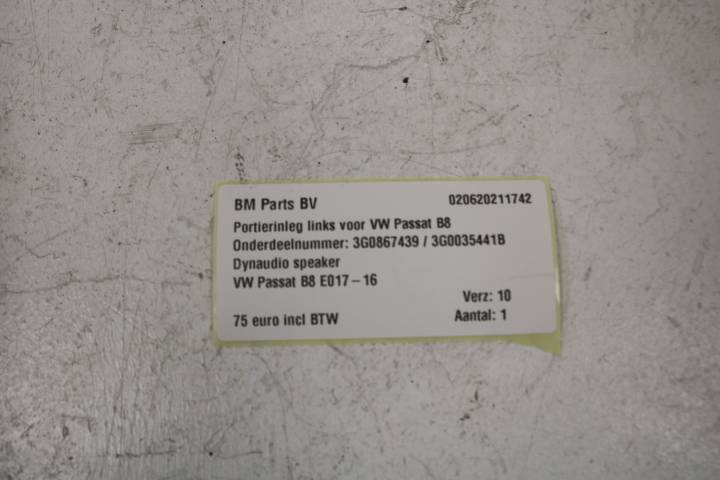 BM Parts BV 020620211742
Portierinleg links voor VW Passat B8
Onderdeelnummer: 3G0867439 / 3G0035441B
Dynaudio speaker
VW Passat B8 E017 – 16
Verz: 10
75 euro incl BTW Aantal: 1